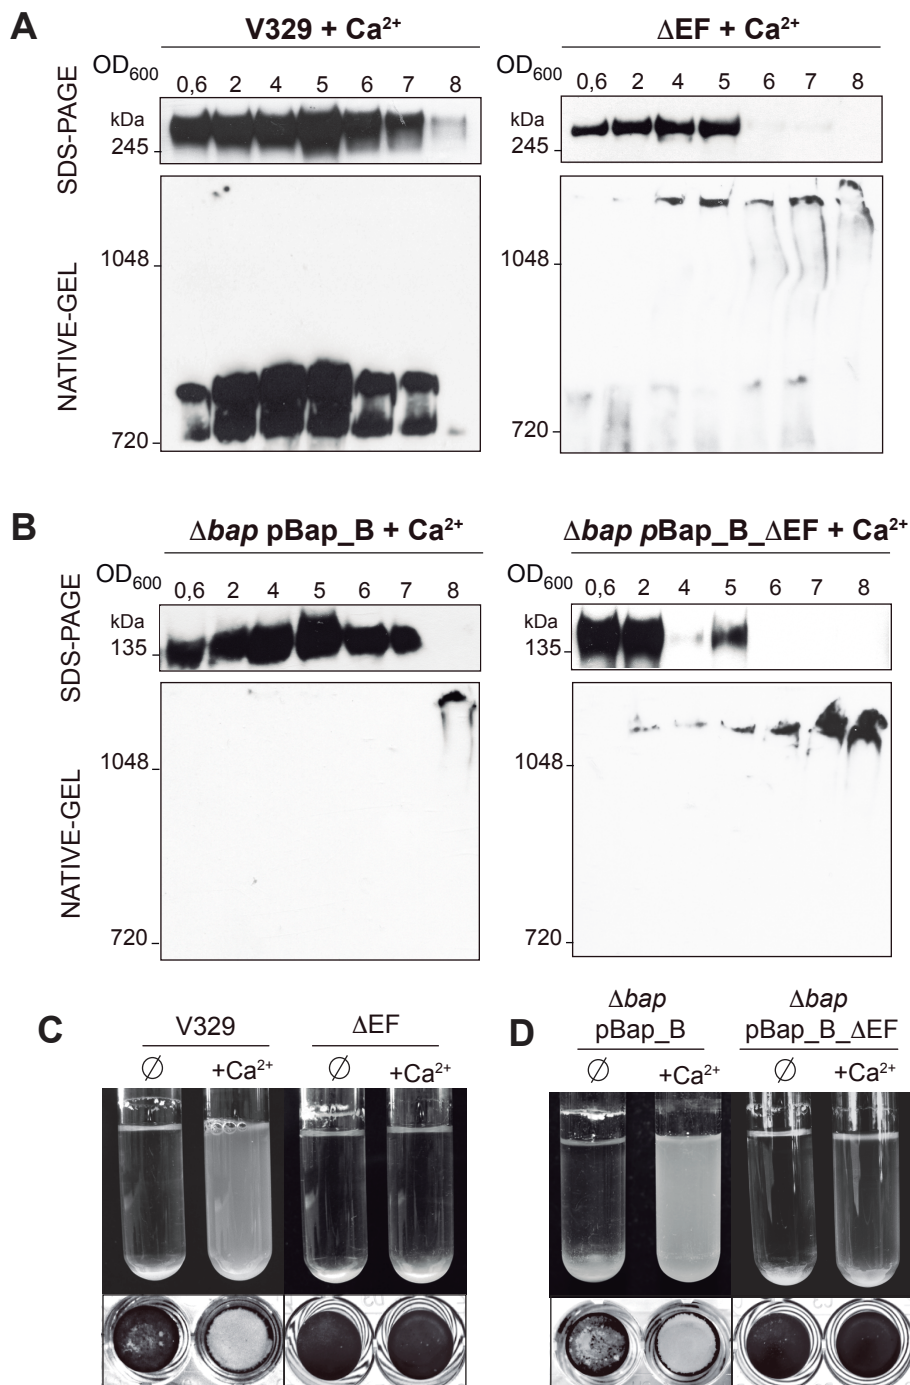 A
V329 + Ca²⁺
ΔEF + Ca²⁺
SDS-PAGE
OD₆₀₀
0,6 2 4 5 6 7 8
kDa
245
OD₆₀₀
0,6 2 4 5 6 7 8
kDa
245
NATIVE-GEL
1048
720
1048
720
B
Δbap pBap_B + Ca²⁺
Δbap pBap_B_ΔEF + Ca²⁺
SDS-PAGE
OD₆₀₀
0,6 2 4 5 6 7 8
kDa
135
OD₆₀₀
0,6 2 4 5 6 7 8
kDa
135
NATIVE-GEL
1048
720
1048
720
C
V329
ΔEF
∅ +Ca²⁺ ∅ +Ca²⁺
D
Δbap
pBap_B
Δbap
pBap_B_ΔEF
∅ +Ca²⁺ ∅ +Ca²⁺